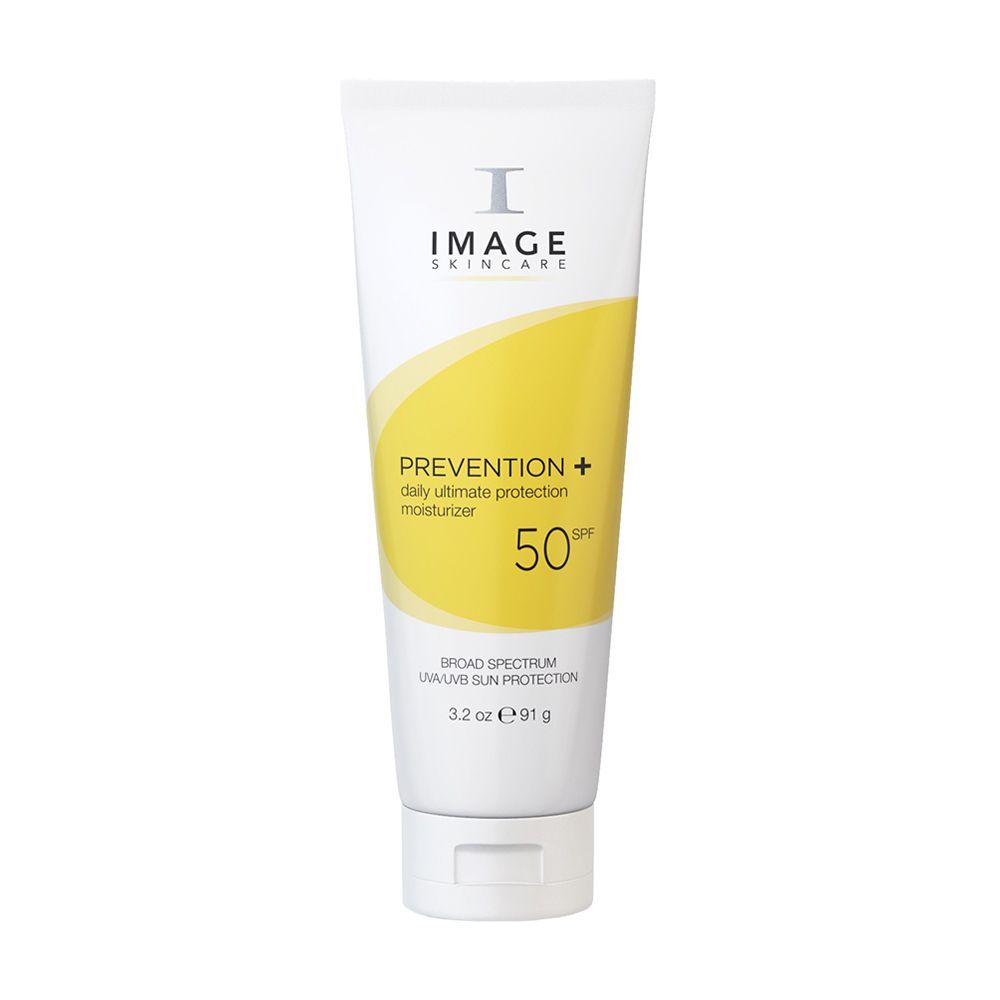 I
IMAGE
SKINCARE
PREVENTION +
daily ultimate protection
moisturizer
50 SPF
BROAD SPECTRUM
UVA/UVB SUN PROTECTION
3.2 oz ℮ 91 g